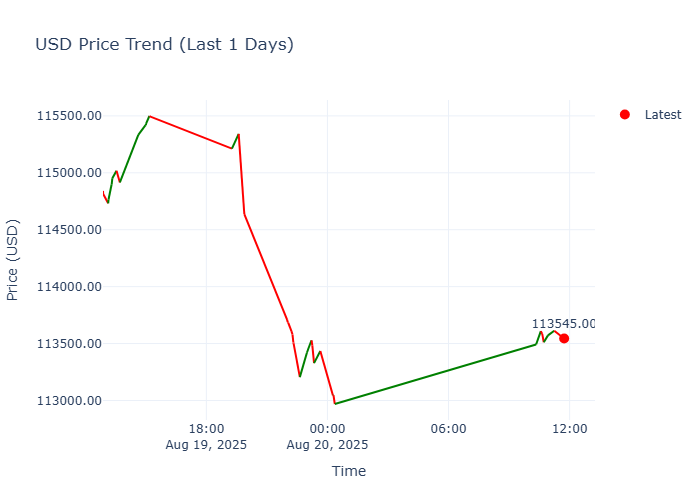 USD Price Trend (Last 1 Days)
Latest
115500.00
115000.00
114500.00
114000.00
113500.00
113000.00
Price (USD)
113545.00
18:00
Aug 19, 2025
00:00
Aug 20, 2025
06:00
12:00
Time